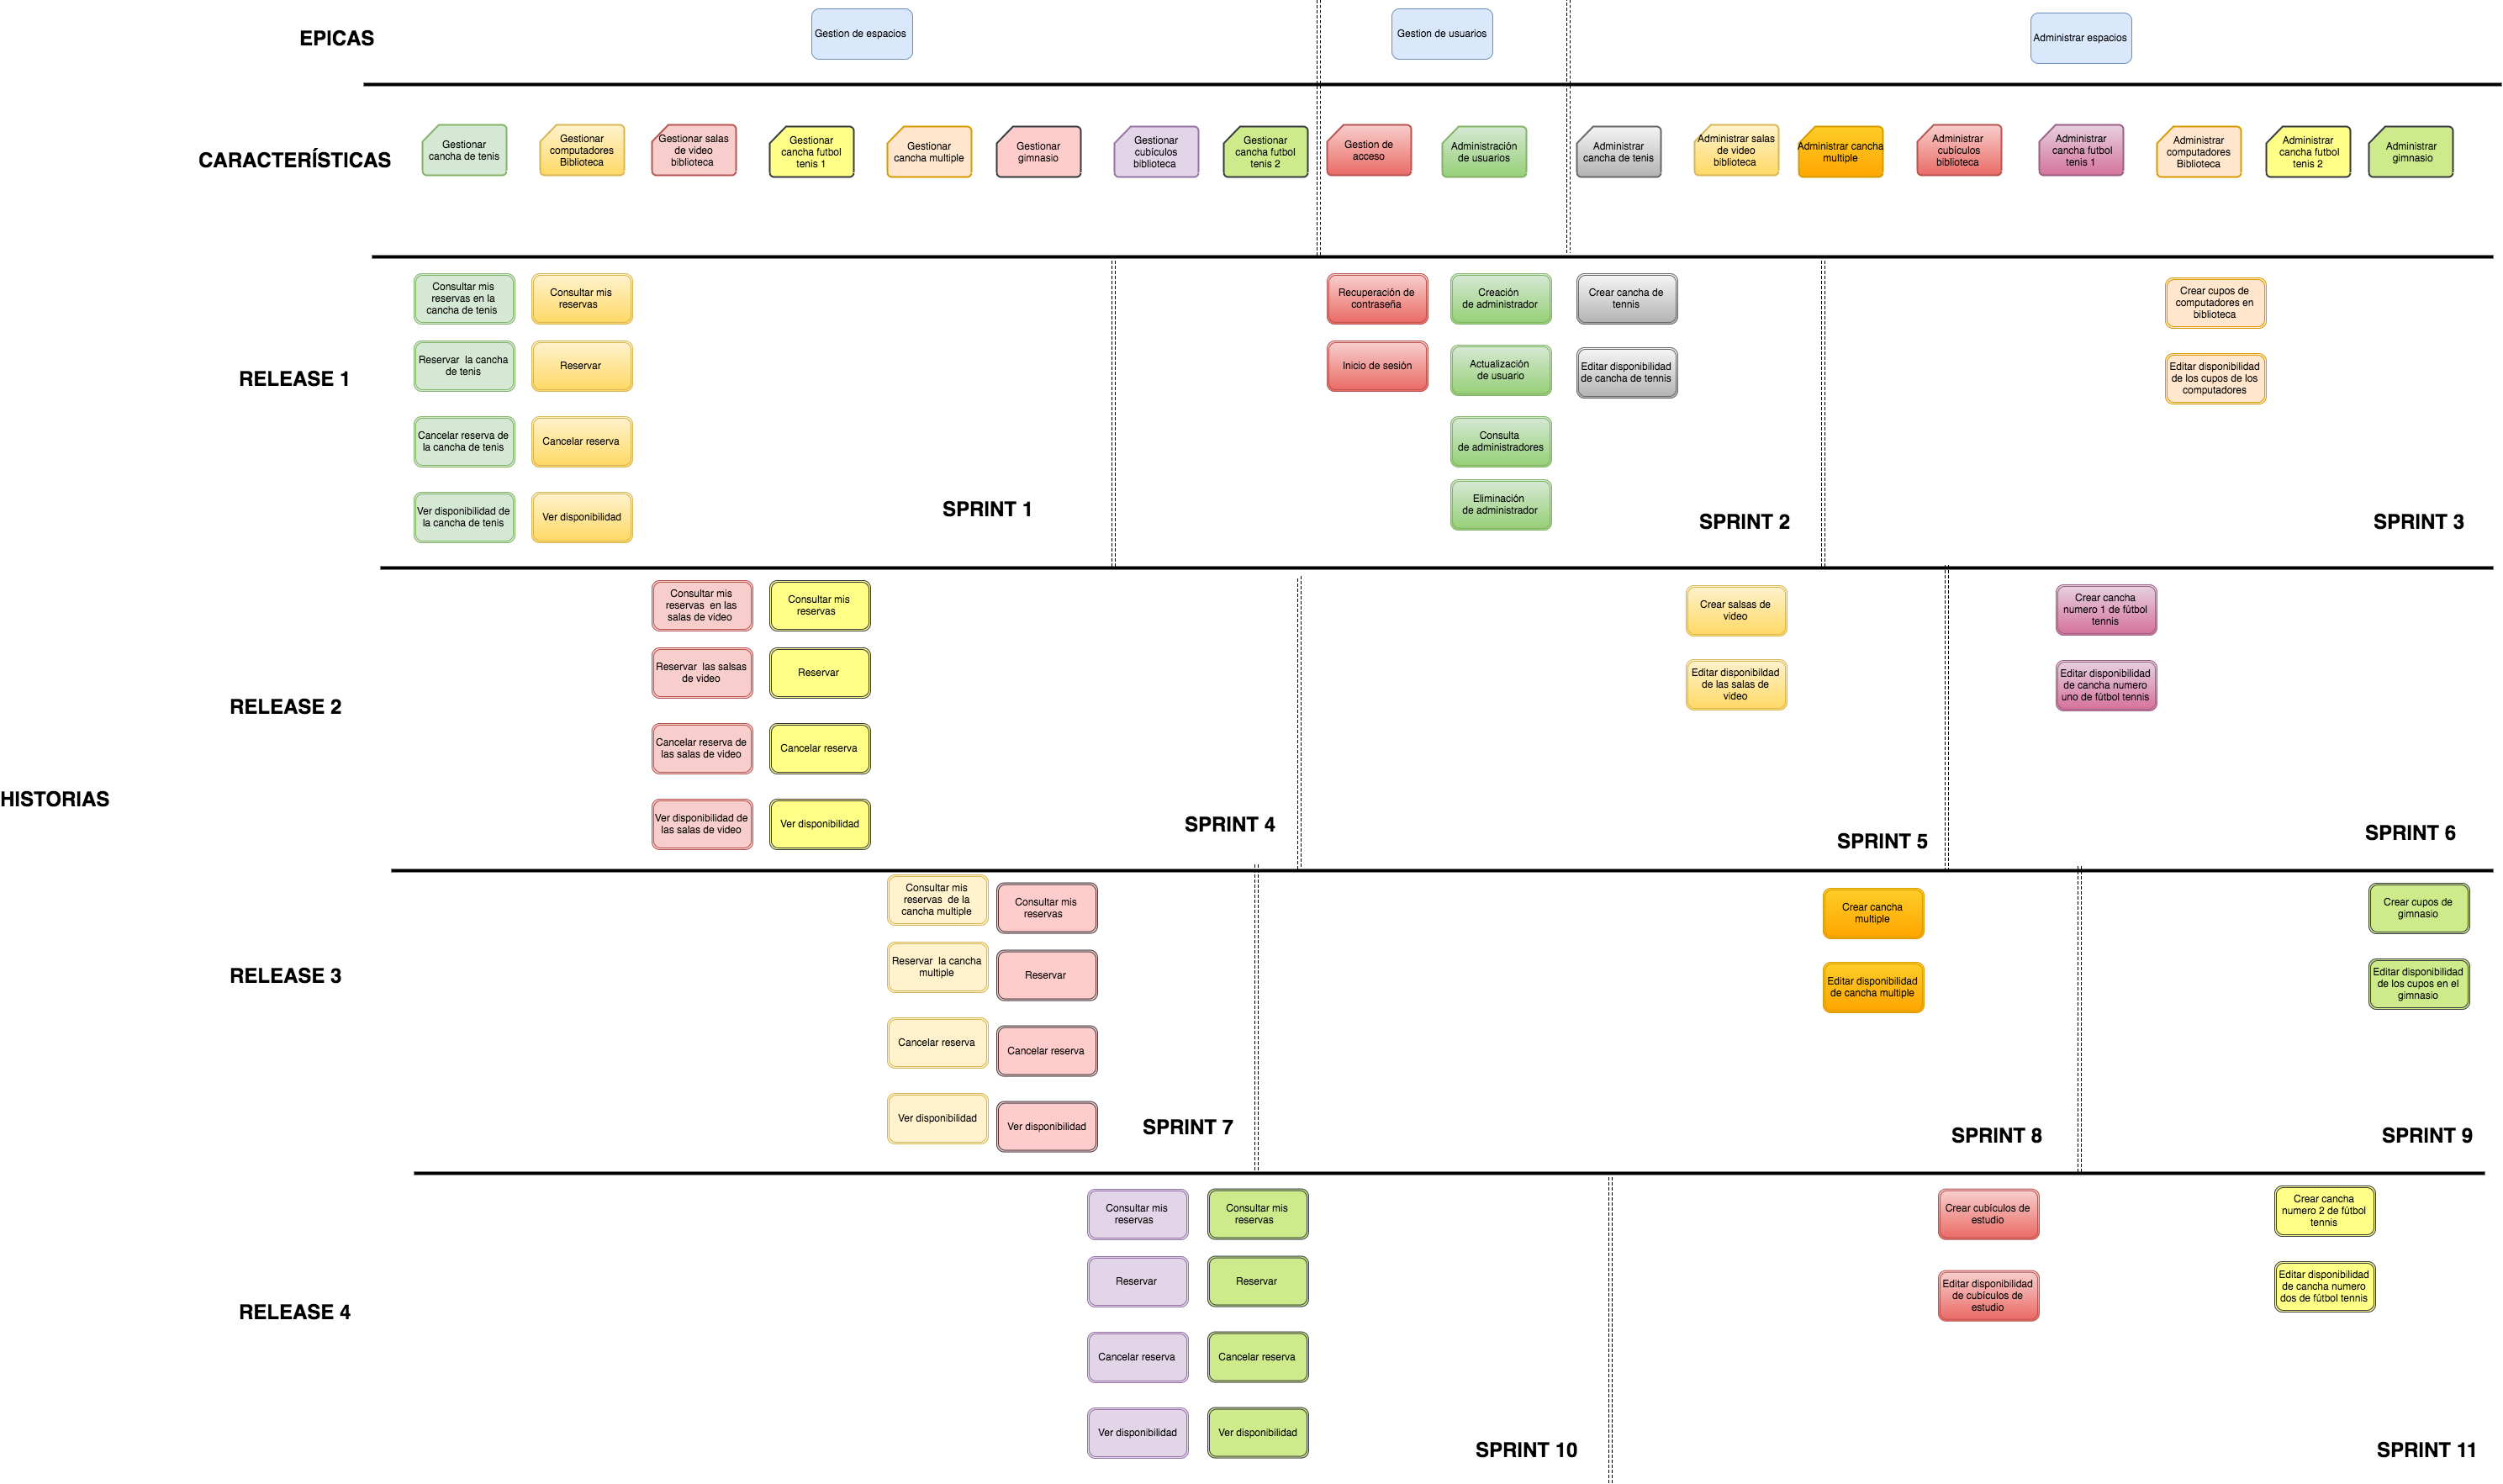 EPICAS
Gestion de espacios
Gestion de usuarios
Administrar espacios
CARACTERÍSTICAS
Gestionar
cancha de tenis
Gestionar
computadores
Biblioteca
Gestionar salas
de video
biblioteca
Gestionar
cancha futbol
tenis 1
Gestionar
cancha multiple
Gestionar
gimnasio
Gestionar
cubículos
biblioteca
Gestionar
cancha futbol
tenis 2
Gestion de
acceso
Administración
de usuarios
Administrar
cancha de tenis
Administrar salas
de video
biblioteca
Administrar cancha
multiple
Administrar
cubículos
biblioteca
Administrar
cancha futbol
tenis 1
Administrar
computadores
Biblioteca
Administrar
cancha futbol
tenis 2
Administrar
gimnasio
HISTORIAS
RELEASE 1
Consultar mis
reservas en la
cancha de tenis
Reservar la cancha
de tenis
Cancelar reserva de
la cancha de tenis
Ver disponibilidad de
la cancha de tenis
Consultar mis
reservas
Reservar
Cancelar reserva
Ver disponibilidad
SPRINT 1
Recuperación de
contraseña
Inicio de sesión
Creación
de administrador
Actualización
de usuario
Consulta
de administradores
Eliminación
de administrador
Crear cancha de
tennis
Editar disponibilidad
de cancha de tennis
SPRINT 2
Crear cupos de
computadores en
biblioteca
Editar disponibilidad
de los cupos de los
computadores
SPRINT 3
RELEASE 2
Consultar mis
reservas en las
salas de video
Reservar las salsas
de video
Cancelar reserva de
las salas de video
Ver disponibilidad de
las salas de video
Consultar mis
reservas
Reservar
Cancelar reserva
Ver disponibilidad
SPRINT 4
Crear salsas de
video
Editar disponibildad
de las salas de
video
SPRINT 5
Crear cancha
numero 1 de fútbol
tennis
Editar disponibilidad
de cancha numero
uno de fútbol tennis
SPRINT 6
RELEASE 3
Consultar mis
reservas de la
cancha multiple
Reservar la cancha
multiple
Cancelar reserva
Ver disponibilidad
Consultar mis
reservas
Reservar
Cancelar reserva
Ver disponibilidad
SPRINT 7
Crear cancha
multiple
Editar disponibilidad
de cancha multiple
SPRINT 8
Crear cupos de
gimnasio
Editar disponibilidad
de los cupos en el
gimnasio
SPRINT 9
RELEASE 4
Consultar mis
reservas
Reservar
Cancelar reserva
Ver disponibilidad
Consultar mis
reservas
Reservar
Cancelar reserva
Ver disponibilidad
SPRINT 10
Crear cubículos de
estudio
Editar disponibilidad
de cubículos de
estudio
Crear cancha
numero 2 de fútbol
tennis
Editar disponibilidad
de cancha numero
dos de fútbol tennis
SPRINT 11